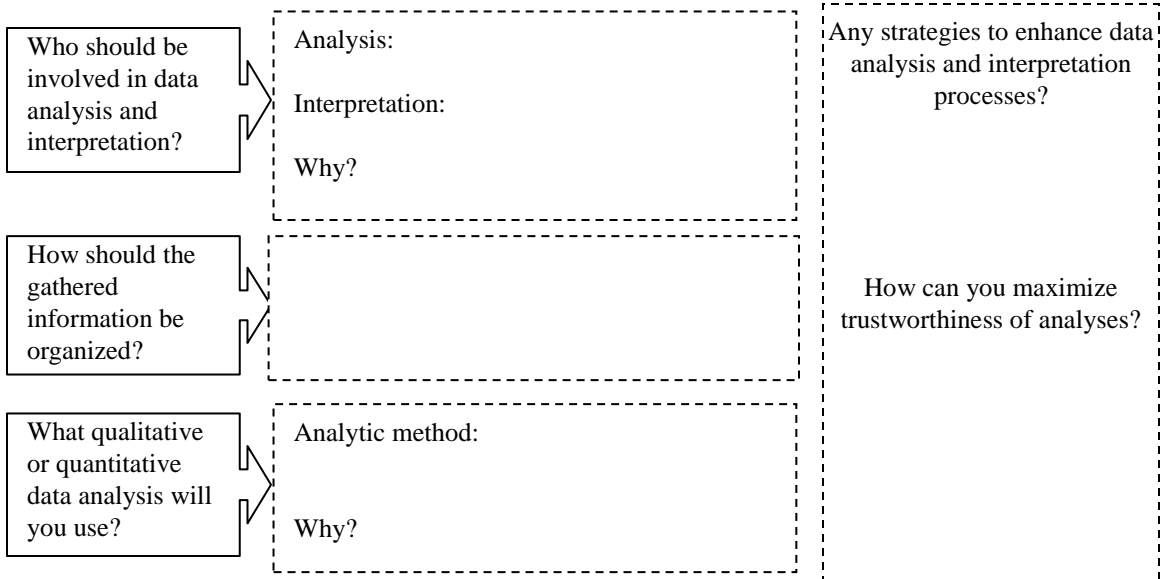 Who should be
involved in data
analysis and
interpretation?
Analysis:
Interpretation:
Why?
How should the
gathered
information be
organized?
What qualitative
or quantitative
data analysis will
you use?
Analytic method:
Why?
Any strategies to enhance data
analysis and interpretation
processes?
How can you maximize
trustworthiness of analyses?